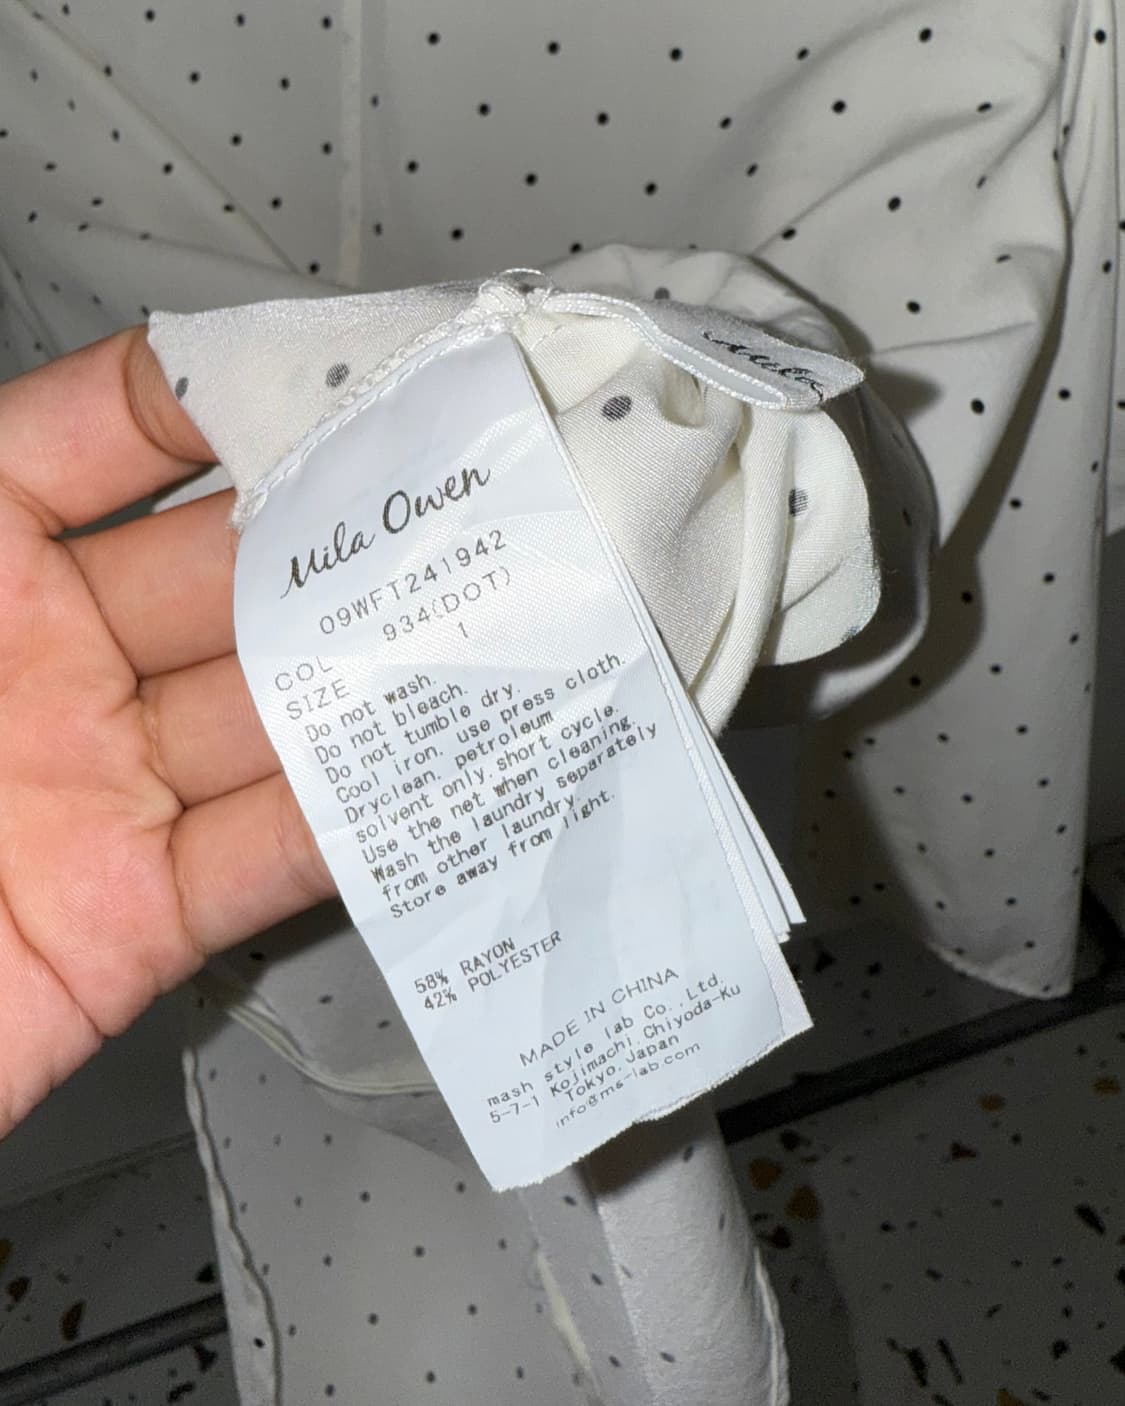 Mila Owen
09WFT241942
COL 934(DOT)
SIZE 1
Do not wash.
Do not bleach.
Do not tumble dry.
Cool iron, use press cloth.
Dryclean, petroleum
solvent only, short cycle.
Use the net when cleaning.
Wash the laundry separately
from other laundry.
Store away from light.
58% RAYON
42% POLYESTER
MADE IN CHINA
mash style lab Co.,Ltd.
5-7-1 Kojimachi,Chiyoda-Ku
Tokyo,Japan
info@ms-lab.com
Mila